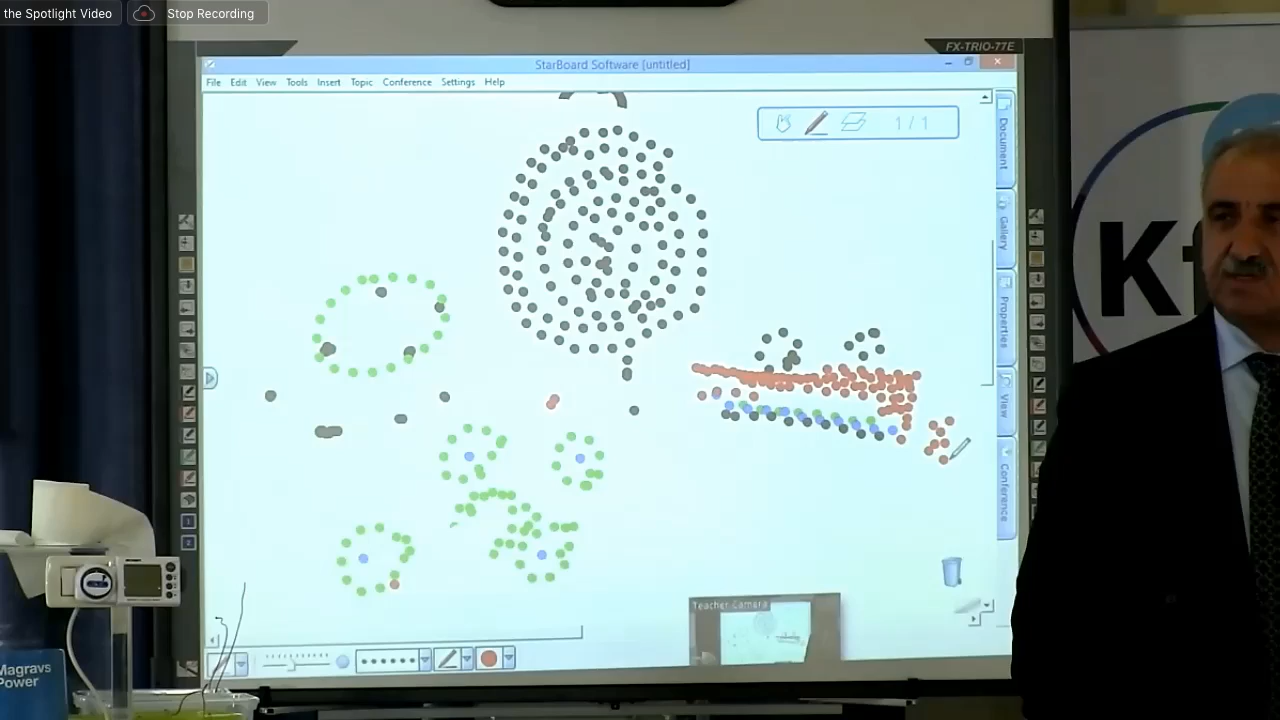 the Spotlight Video
Stop Recording
FX-TRIO-77E
StarBoard Software [untitled]
File Edit View Tools Insert Topic Conference Settings Help
1 / 1
Document
Gallery
Properties
View
Conference
Teacher Camera
Magravs
Power